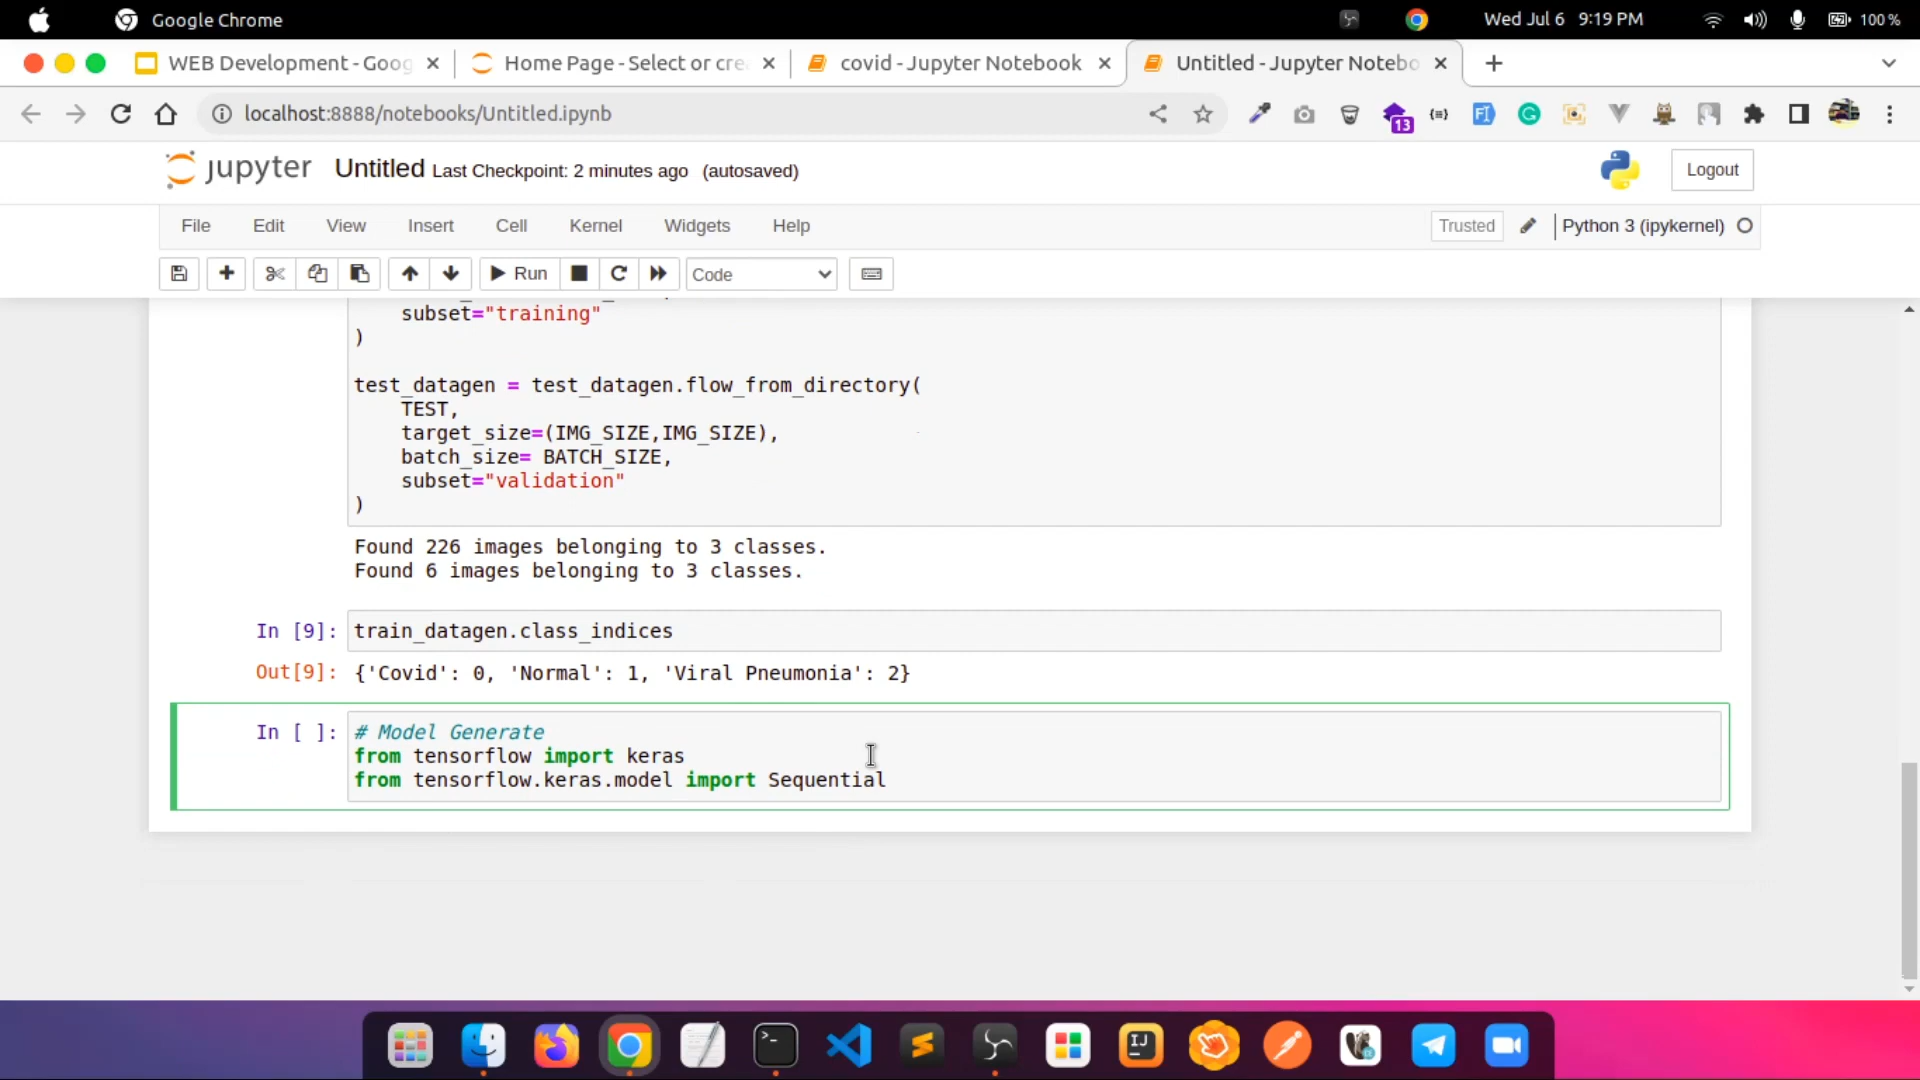 Google Chrome
Wed Jul 6 9:19 PM
100 %
WEB Development - Goog
Home Page - Select or cre
covid - Jupyter Notebook
Untitled - Jupyter Notebo
localhost:8888/notebooks/Untitled.ipynb
13
jupyter
Untitled Last Checkpoint: 2 minutes ago (autosaved)
Logout
File Edit View Insert Cell Kernel Widgets Help
Trusted
Python 3 (ipykernel)
Run
Code
subset="training"
)
test_datagen = test_datagen.flow_from_directory(
TEST,
target_size=(IMG_SIZE,IMG_SIZE),
batch_size= BATCH_SIZE,
subset="validation"
)
Found 226 images belonging to 3 classes.
Found 6 images belonging to 3 classes.
In [9]: train_datagen.class_indices
Out[9]: {'Covid': 0, 'Normal': 1, 'Viral Pneumonia': 2}
In [ ]: # Model Generate
from tensorflow import keras
from tensorflow.keras.model import Sequential
IJ